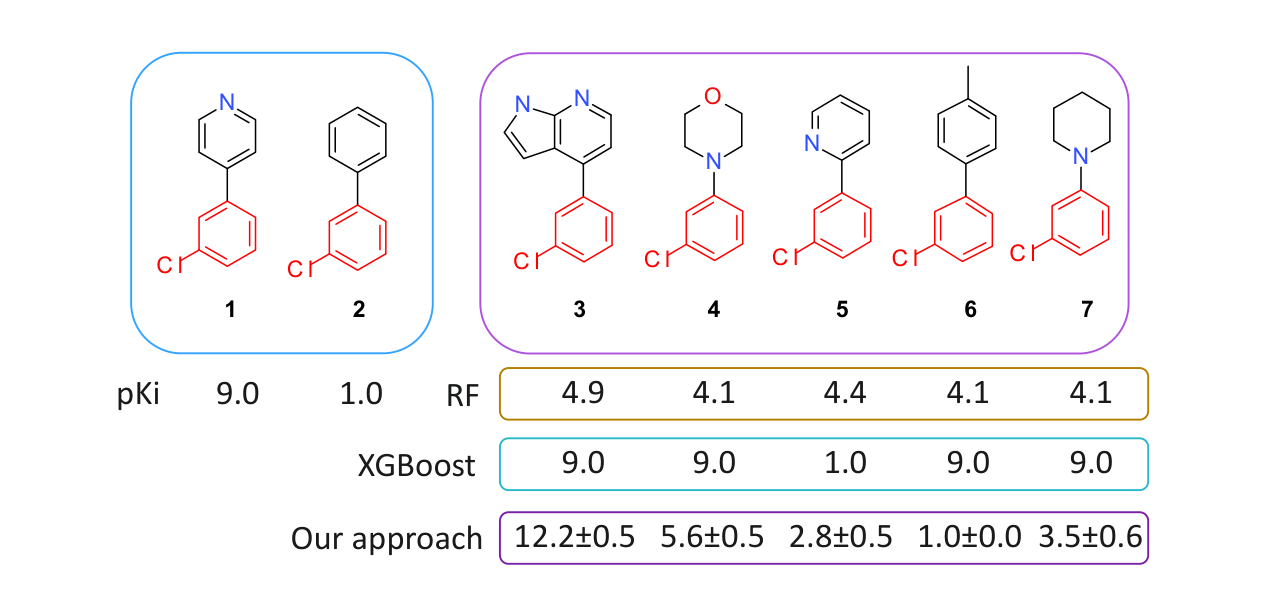 N N N O N N N
Cl Cl Cl Cl Cl Cl Cl
1 2 3 4 5 6 7
pKi 9.0 1.0 RF 4.9 4.1 4.4 4.1 4.1
XGBoost 9.0 9.0 1.0 9.0 9.0
Our approach 12.2±0.5 5.6±0.5 2.8±0.5 1.0±0.0 3.5±0.6